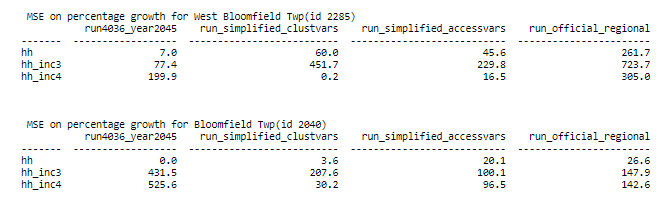 MSE on percentage growth for West Bloomfield Twp(id 2285)
run4036_year2045 run_simplified_clustvars run_simplified_accessvars run_official_regional
------- ---------------- ------------------------ ------------------------- ---------------------
hh 7.0 60.0 45.6 261.7
hh_inc3 77.4 451.7 229.8 723.7
hh_inc4 199.9 0.2 16.5 305.0
MSE on percentage growth for Bloomfield Twp(id 2040)
run4036_year2045 run_simplified_clustvars run_simplified_accessvars run_official_regional
------- ---------------- ------------------------ ------------------------- ---------------------
hh 0.0 3.6 20.1 26.6
hh_inc3 431.5 207.6 100.1 147.9
hh_inc4 525.6 30.2 96.5 142.6